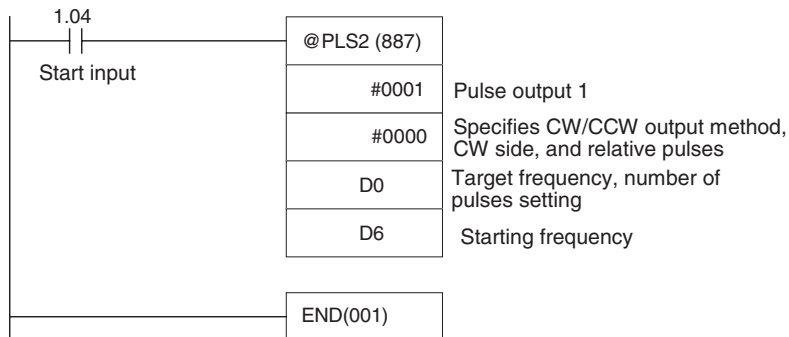 1.04
@PLS2 (887)
Start input
#0001
Pulse output 1
#0000
Specifies CW/CCW output method,
CW side, and relative pulses
D0
Target frequency, number of
pulses setting
D6
Starting frequency
END(001)